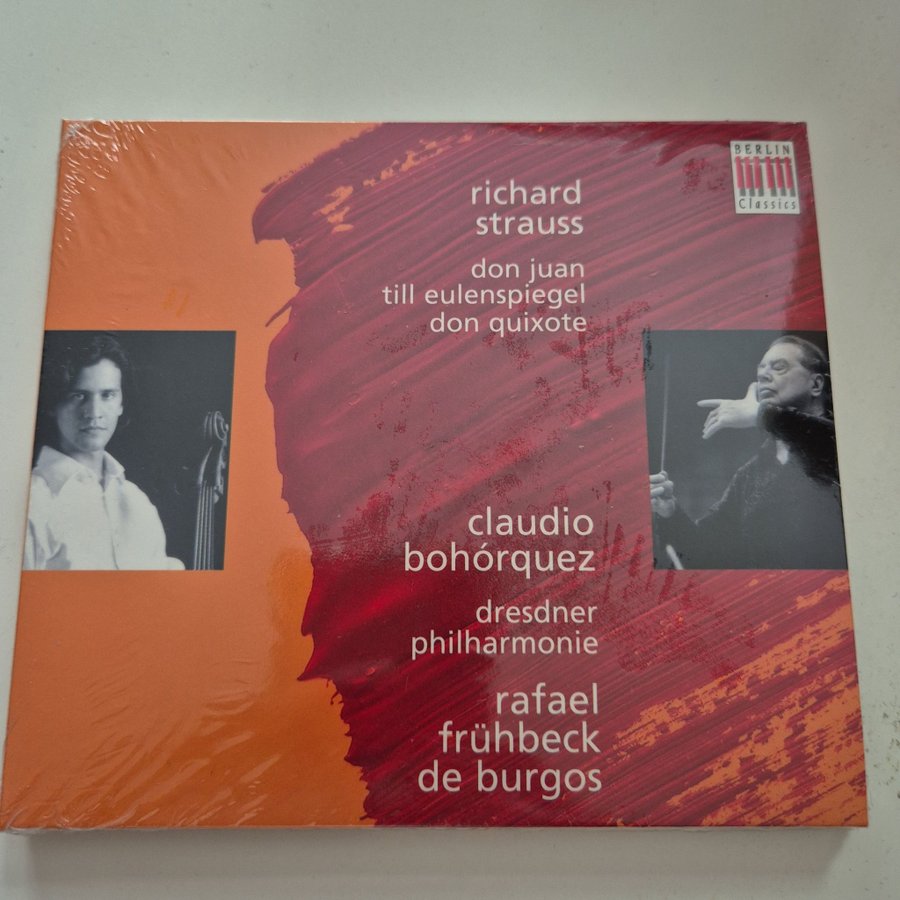 BERLIN
Classics
richard
strauss
don juan
till eulenspiegel
don quixote
claudio
bohórquez
dresdner
philharmonie
rafael
frühbeck
de burgos